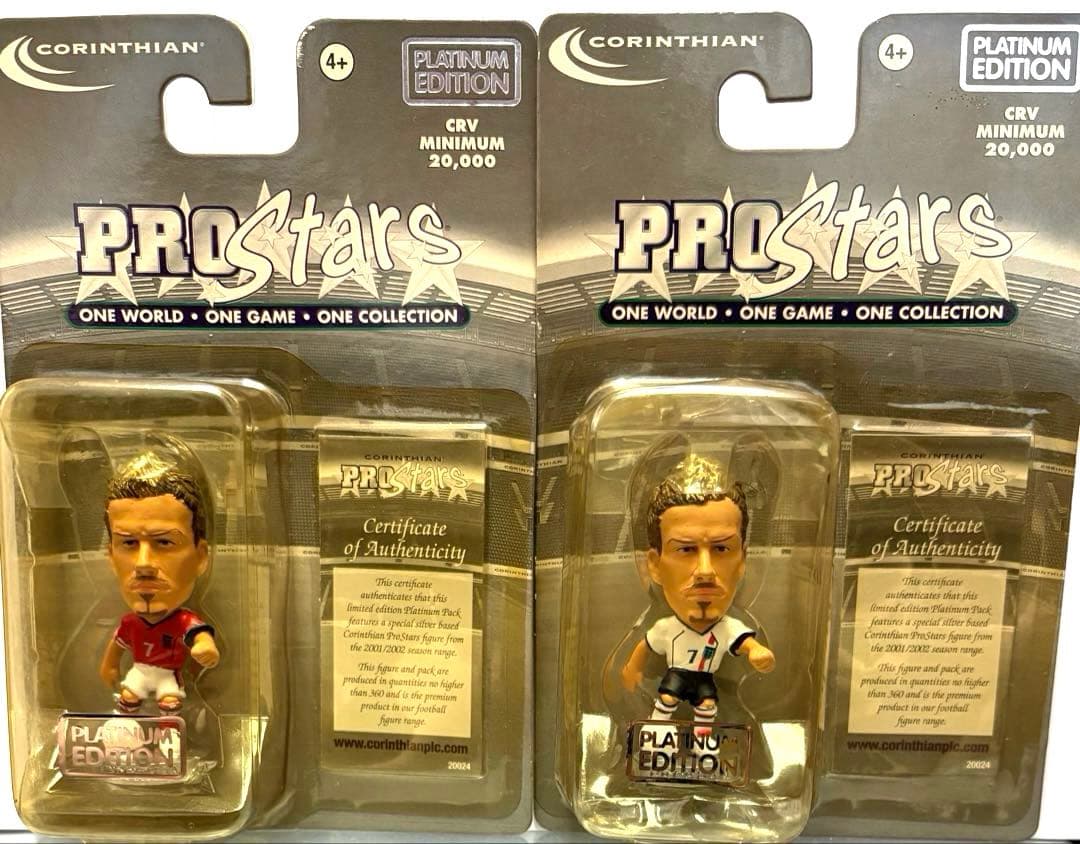 CORINTHIAN
4+
PLATINUM
EDITION
CRV
MINIMUM
20,000
PROStars
ONE WORLD • ONE GAME • ONE COLLECTION
CORINTHIAN
PROStars
Certificate
of Authenticity
This certificate
authenticates that this
limited edition Platinum Pack
features a special silver based
Corinthian ProStars figure from
the 2001/2002 season range.
This figure and pack are
produced in quantities no higher
than 360 and is the premium
product in our football
figure range.
www.corinthianplc.com
20024
7
PLATINUM
EDITION
CORINTHIAN
4+
PLATINUM
EDITION
CRV
MINIMUM
20,000
PROStars
ONE WORLD • ONE GAME • ONE COLLECTION
CORINTHIAN
PROStars
Certificate
of Authenticity
This certificate
authenticates that this
limited edition Platinum Pack
features a special silver based
Corinthian ProStars figure from
the 2001/2002 season range.
This figure and pack are
produced in quantities no higher
than 360 and is the premium
product in our football
figure range.
www.corinthianplc.com
20024
7
PLATINUM
EDITION